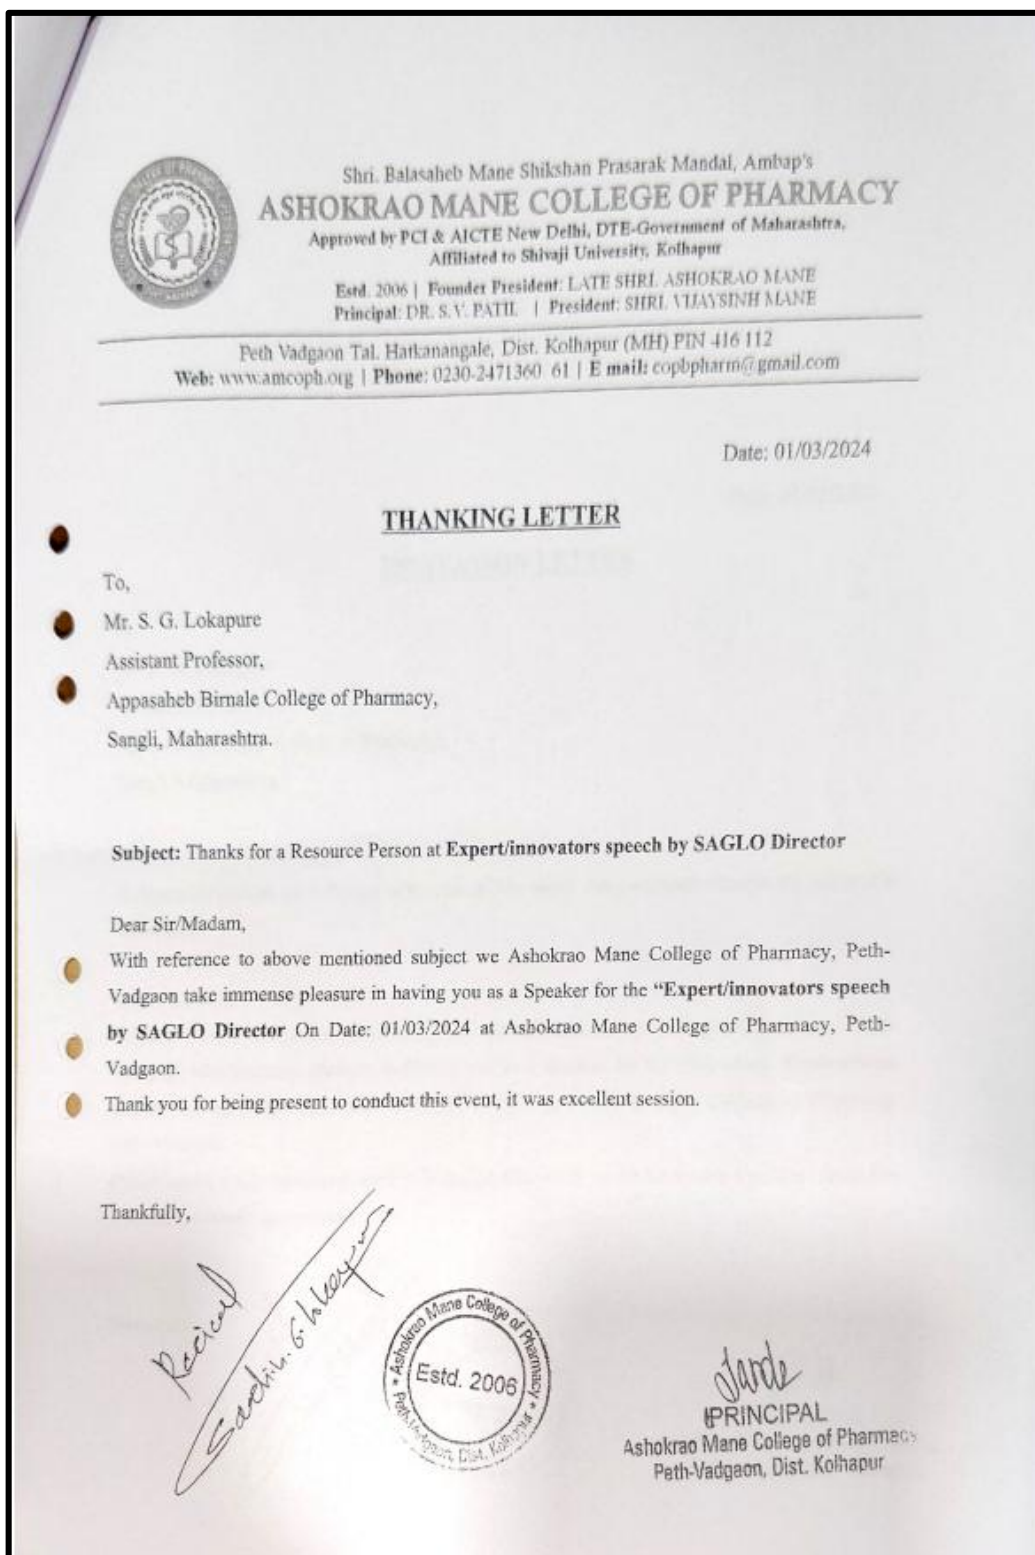 Shri. Balasaheb Mane Shikshan Prasarak Mandal, Ambap's
ASHOKRAO MANE COLLEGE OF PHARMACY
Approved by PCI & AICTE New Delhi, DTE-Government of Maharashtra,
Affiliated to Shivaji University, Kolhapur
Estd. 2006 | Founder President: LATE SHRI. ASHOKRAO MANE
Principal: DR. S.V. PATIL | President: SHRI. VIJAYSINH MANE
Peth Vadgaon Tal. Hatkanangale, Dist. Kolhapur (MH) PIN 416 112
Web: www.amcoph.org | Phone: 0230-2471360 61 | E mail: copbpharm@gmail.com
Date: 01/03/2024
THANKING LETTER
To,
Mr. S. G. Lokapure
Assistant Professor,
Appasaheb Birnale College of Pharmacy,
Sangli, Maharashtra.
Subject: Thanks for a Resource Person at Expert/innovators speech by SAGLO Director
Dear Sir/Madam,
With reference to above mentioned subject we Ashokrao Mane College of Pharmacy, Peth-
Vadgaon take immense pleasure in having you as a Speaker for the “Expert/innovators speech
by SAGLO Director On Date: 01/03/2024 at Ashokrao Mane College of Pharmacy, Peth-
Vadgaon.
Thank you for being present to conduct this event, it was excellent session.
Thankfully,
Sachin. G.
Ashokrao Mane College of Pharmacy
Estd. 2006
Peth-Vadgaon, Dist. Kolhapur
PRINCIPAL
Ashokrao Mane College of Pharmacy
Peth-Vadgaon, Dist. Kolhapur